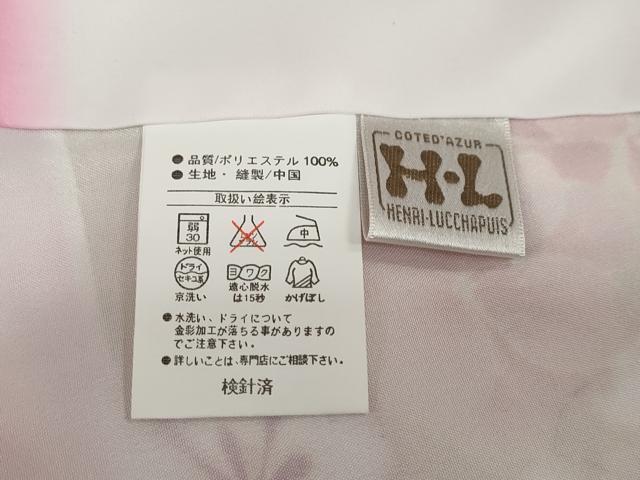 ● 品質/ポリエステル 100%
● 生地・縫製/中国
取扱い絵表示
弱
30
ネット使用
中
ドライ
セキユ系
京洗い
ヨワク
遠心脱水
は15秒
かげぼし
● 水洗い、ドライについて
金彩加工が落ちる事がありますの
でご注意下さい。
● 詳しいことは、専門店にご相談下さい。
検針済
COTED'AZUR
H・L
HENRI・LUCCHAPUIS